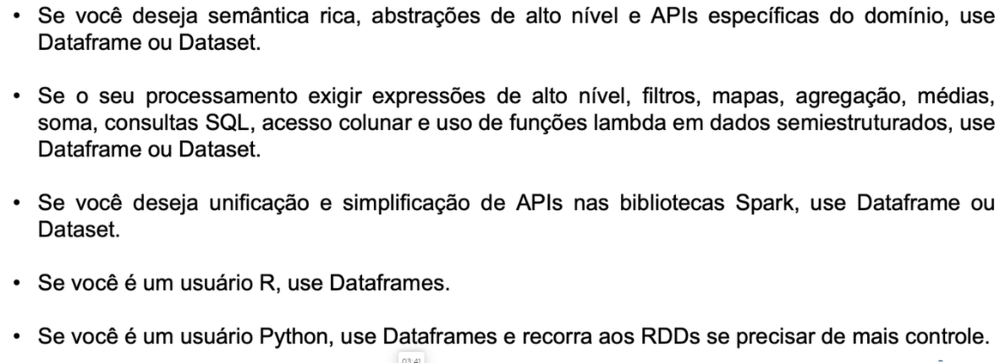 • Se você deseja semântica rica, abstrações de alto nível e APIs específicas do domínio, use
Dataframe ou Dataset.
• Se o seu processamento exigir expressões de alto nível, filtros, mapas, agregação, médias,
soma, consultas SQL, acesso colunar e uso de funções lambda em dados semiestruturados, use
Dataframe ou Dataset.
• Se você deseja unificação e simplificação de APIs nas bibliotecas Spark, use Dataframe ou
Dataset.
• Se você é um usuário R, use Dataframes.
• Se você é um usuário Python, use Dataframes e recorra aos RDDs se precisar de mais controle.
03:41